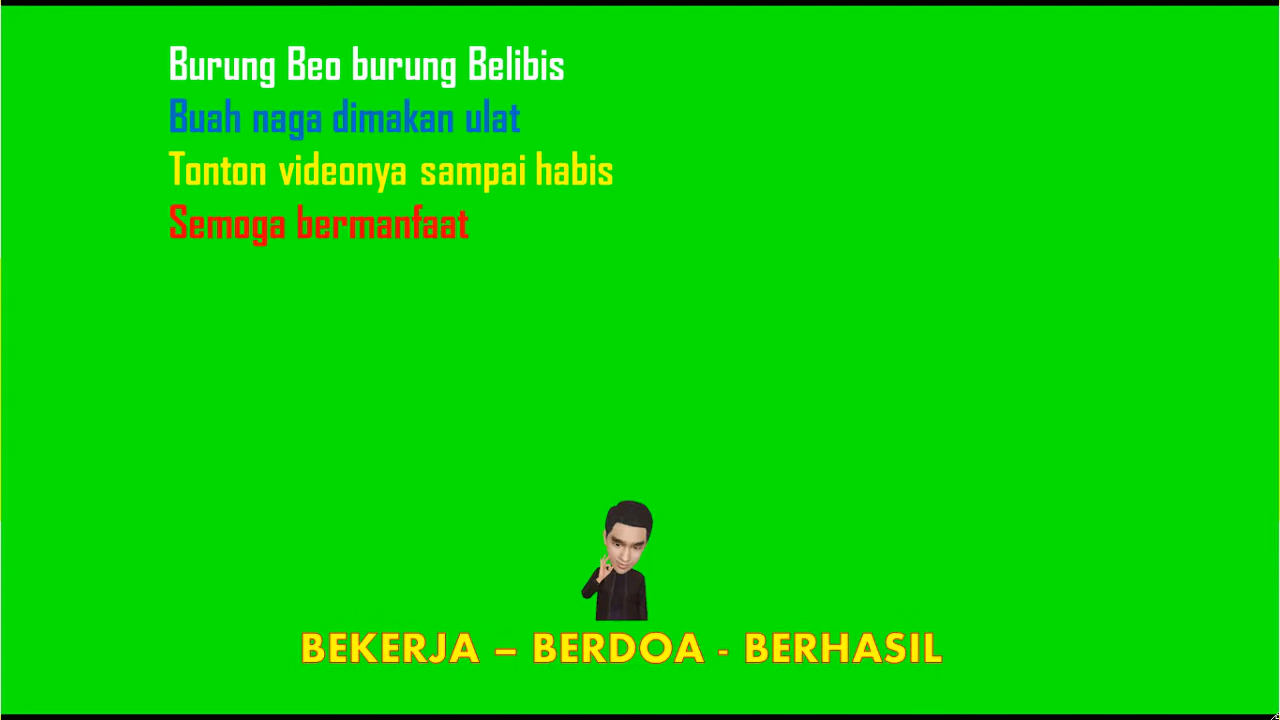 Burung Beo burung Belibis
Buah naga dimakan ulat
Tonton videonya sampai habis
Semoga bermanfaat
BEKERJA – BERDOA - BERHASIL